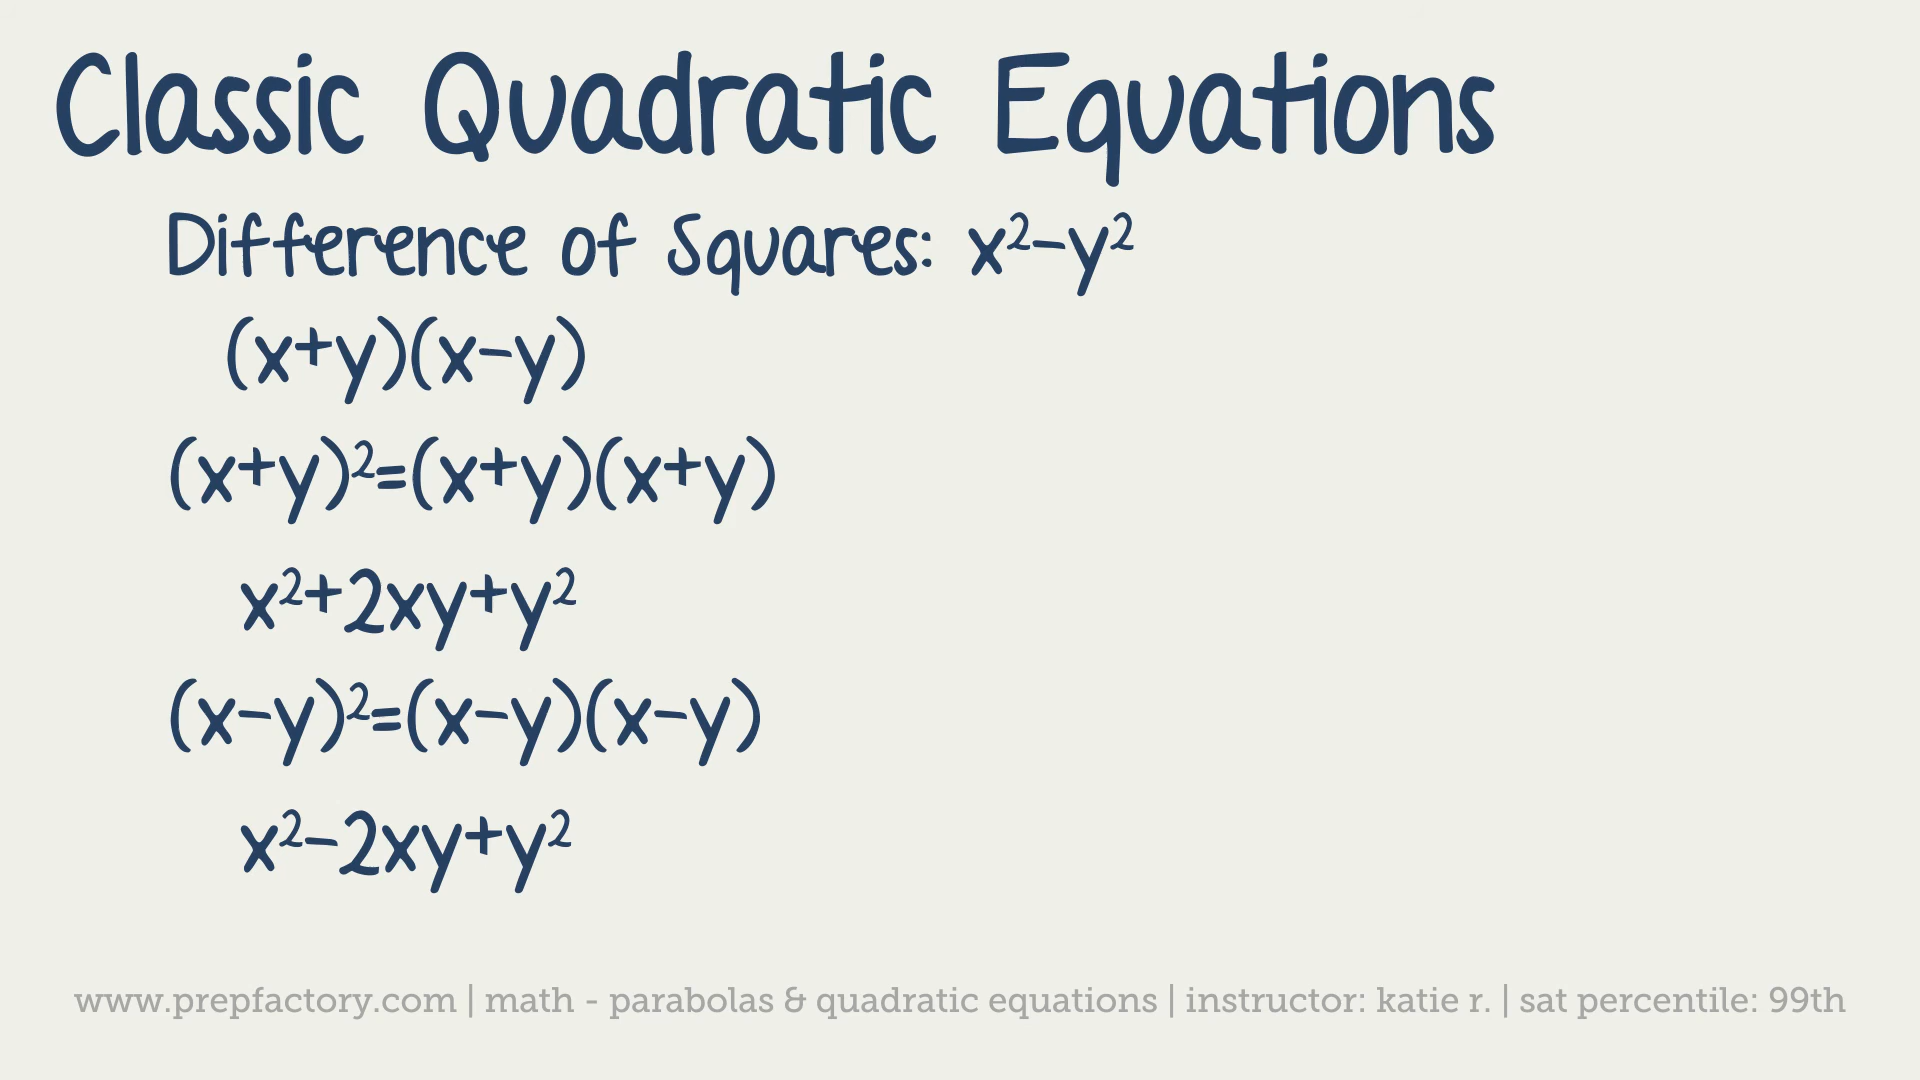 Classic Quadratic Equations
Difference of Squares: x²-y²
(x+y)(x-y)
(x+y)²=(x+y)(x+y)
x²+2xy+y²
(x-y)²=(x-y)(x-y)
x²-2xy+y²
www.prepfactory.com | math - parabolas & quadratic equations | instructor: katie r. | sat percentile: 99th